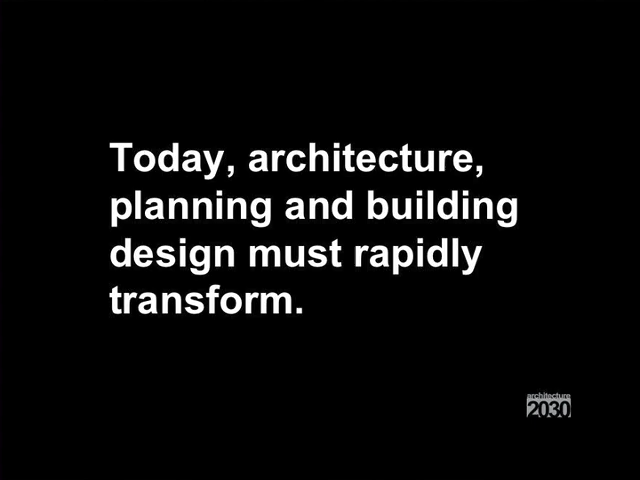 Today, architecture,
planning and building
design must rapidly
transform.
architecture
2030